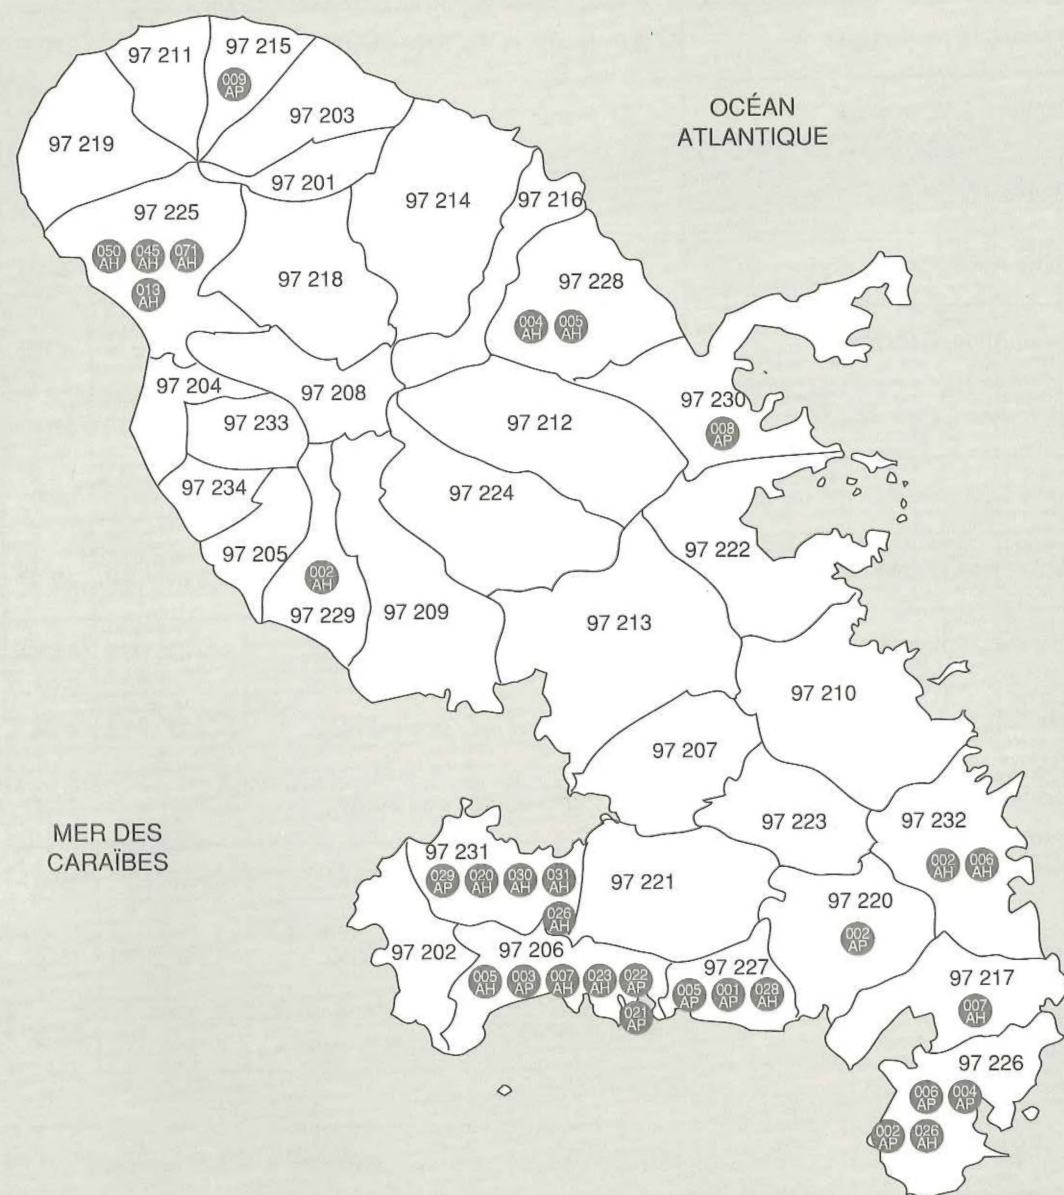 97 211
97 215
009
AP
97 203
97 219
97 201
OCÉAN
ATLANTIQUE
97 214
97 216
97 225
050
AH
045
AH
071
AH
013
AH
97 218
97 228
004
AH
005
AH
97 204
97 208
97 230
008
AP
97 233
97 212
97 234
97 224
97 205
97 222
002
AH
97 229
97 209
97 213
97 210
97 207
MER DES
CARAÏBES
97 223
97 232
002
AH
006
AH
97 231
029
AP
020
AH
030
AH
031
AH
026
AH
97 221
97 220
002
AP
97 202
97 206
005
AH
003
AP
007
AH
023
AH
022
AP
021
AP
97 227
005
AP
001
AP
028
AH
97 217
007
AH
97 226
006
AP
004
AP
002
AP
026
AH